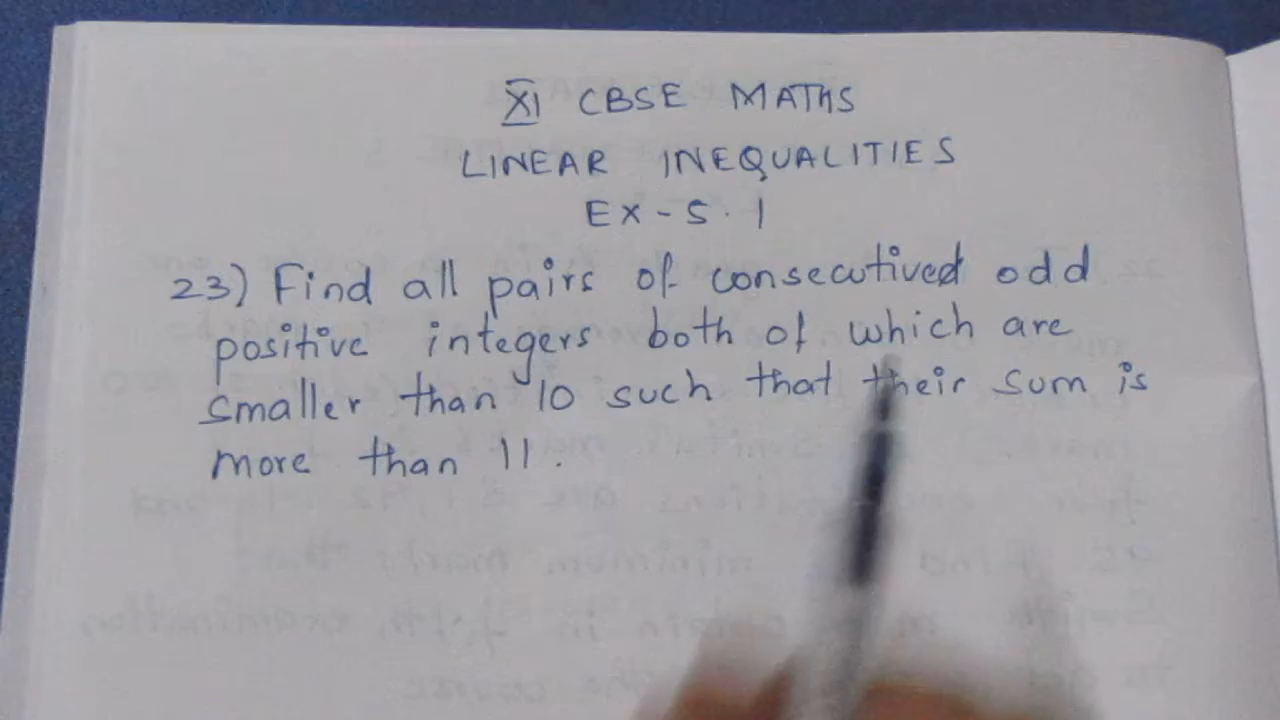 XI CBSE MATHS
LINEAR INEQUALITIES
EX-5.1
23) Find all pairs of consecutived odd
positive integers both of which are
smaller than 10 such that their sum is
more than 11.